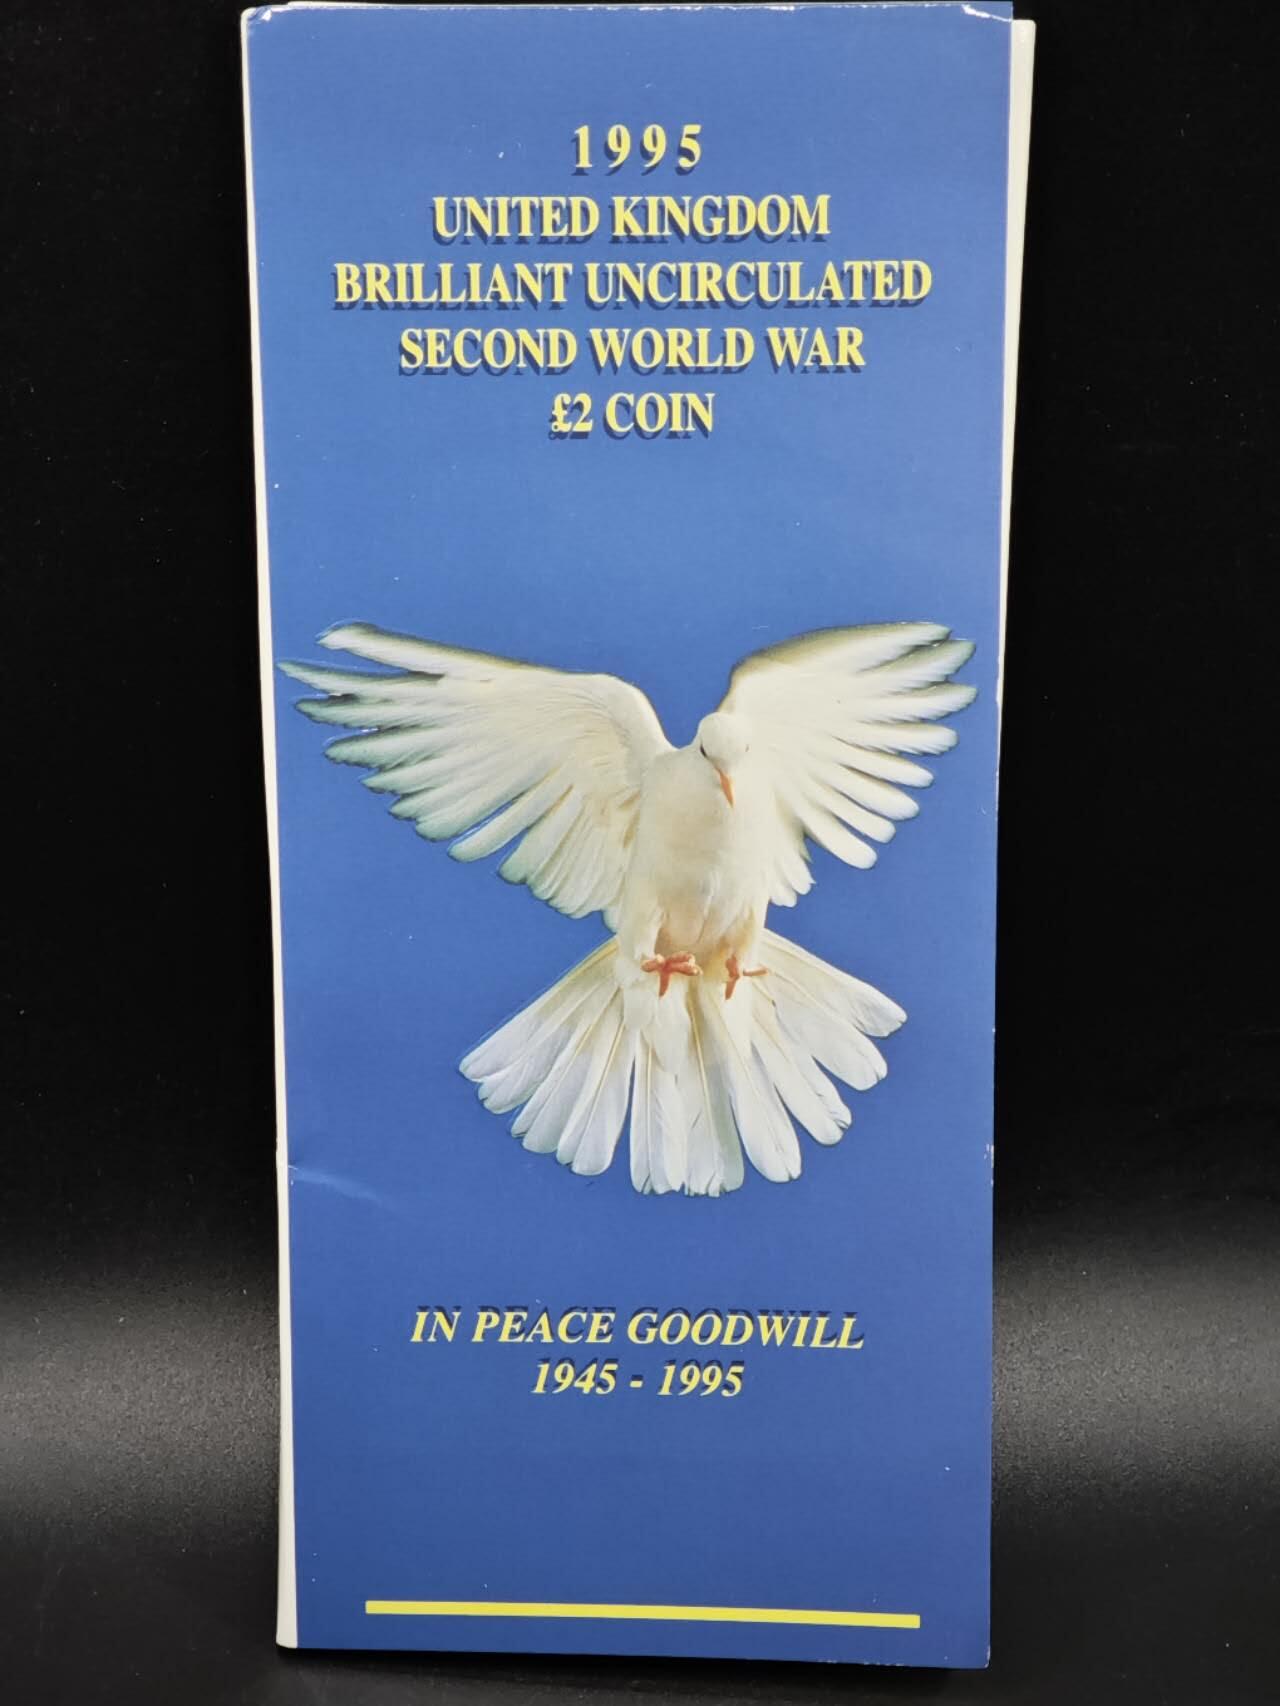 1995
UNITED KINGDOM
BRILLIANT UNCIRCULATED
SECOND WORLD WAR
£2 COIN
IN PEACE GOODWILL
1945 - 1995